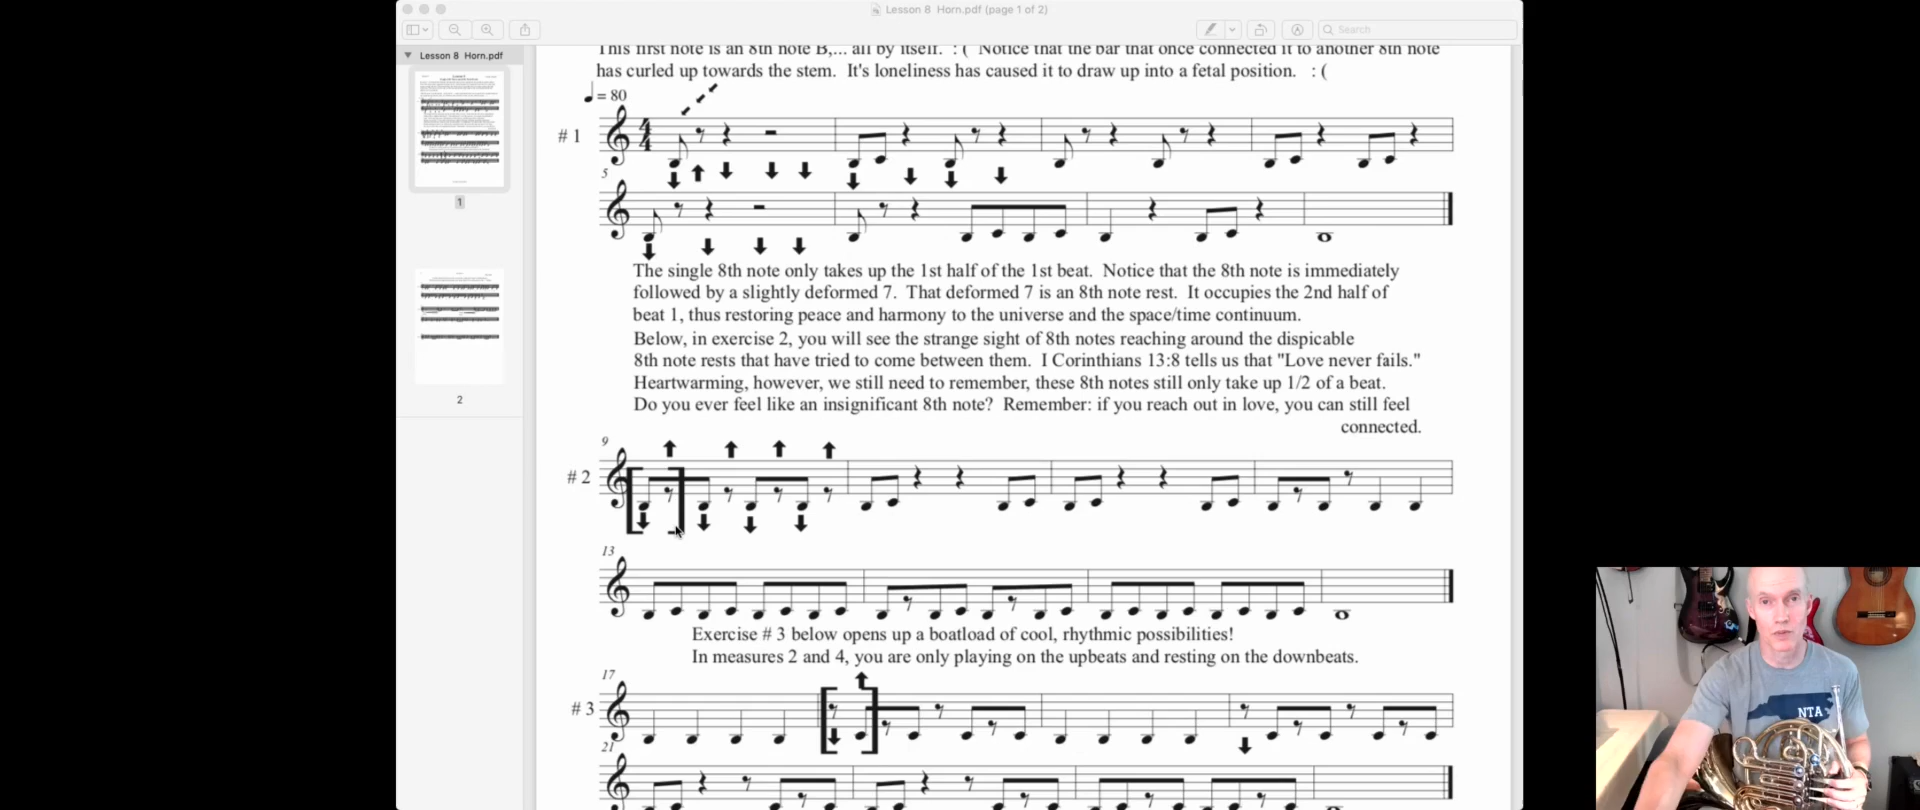 Lesson 8 Horn.pdf (page 1 of 2)
Search
Lesson 8 Horn.pdf
1
2
This first note is an 8th note B,... all by itself. : ( Notice that the bar that once connected it to another 8th note
has curled up towards the stem. It's loneliness has caused it to draw up into a fetal position. : (
= 80
# 1
5
The single 8th note only takes up the 1st half of the 1st beat. Notice that the 8th note is immediately
followed by a slightly deformed 7. That deformed 7 is an 8th note rest. It occupies the 2nd half of
beat 1, thus restoring peace and harmony to the universe and the space/time continuum.
Below, in exercise 2, you will see the strange sight of 8th notes reaching around the dispicable
8th note rests that have tried to come between them. I Corinthians 13:8 tells us that "Love never fails."
Heartwarming, however, we still need to remember, these 8th notes still only take up 1/2 of a beat.
Do you ever feel like an insignificant 8th note? Remember: if you reach out in love, you can still feel
connected.
9
# 2
13
Exercise # 3 below opens up a boatload of cool, rhythmic possibilities!
In measures 2 and 4, you are only playing on the upbeats and resting on the downbeats.
17
# 3
21
NTA